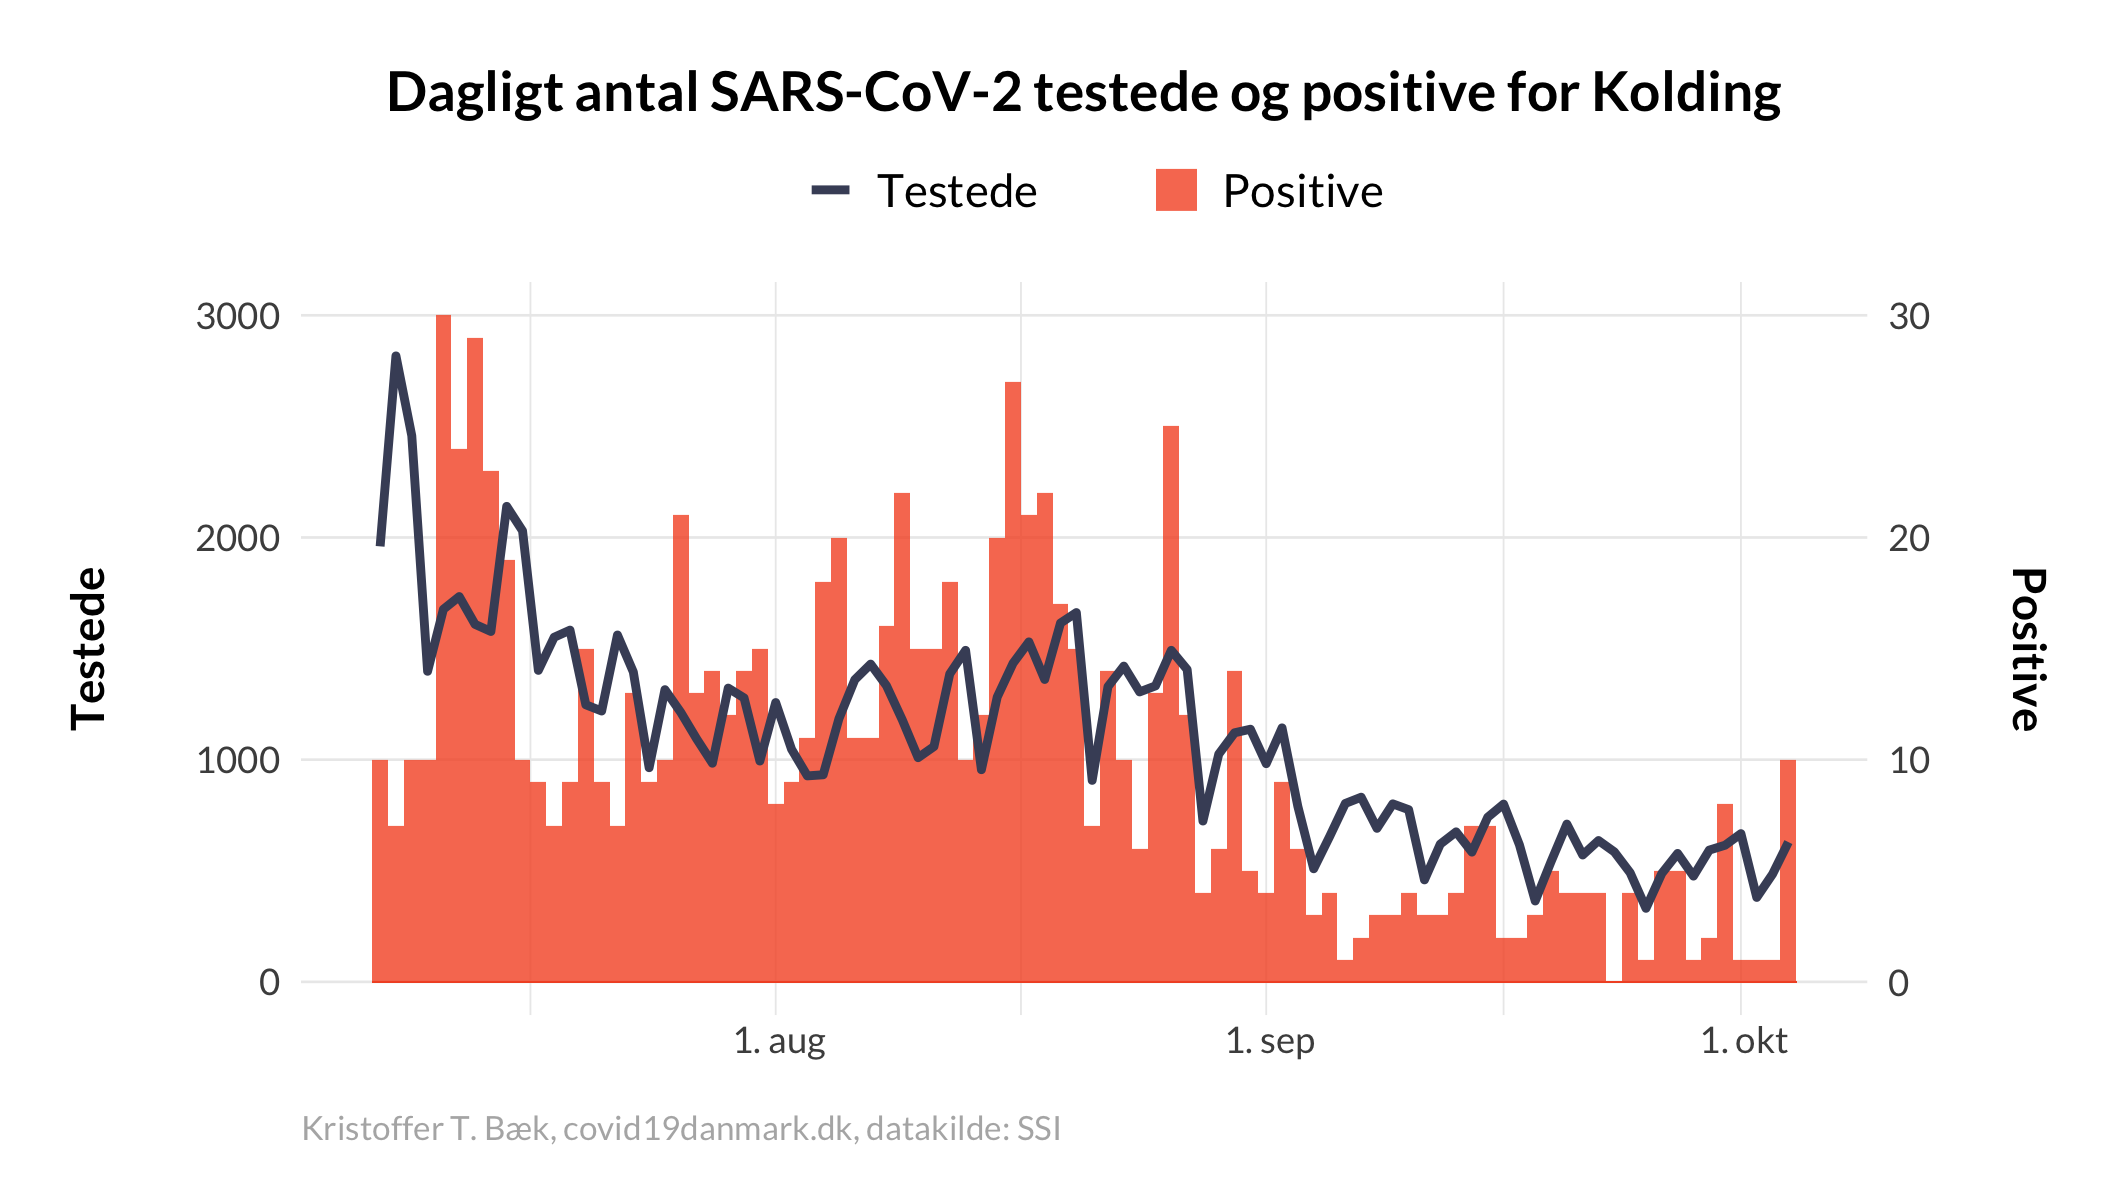 Dagligt antal SARS-CoV-2 testede og positive for Kolding
Testede
Positive
3000
2000
1000
0
30
20
10
0
Testede
Positive
1. aug
1. sep
1. okt
Kristoffer T. Bæk, covid19danmark.dk, datakilde: SSI